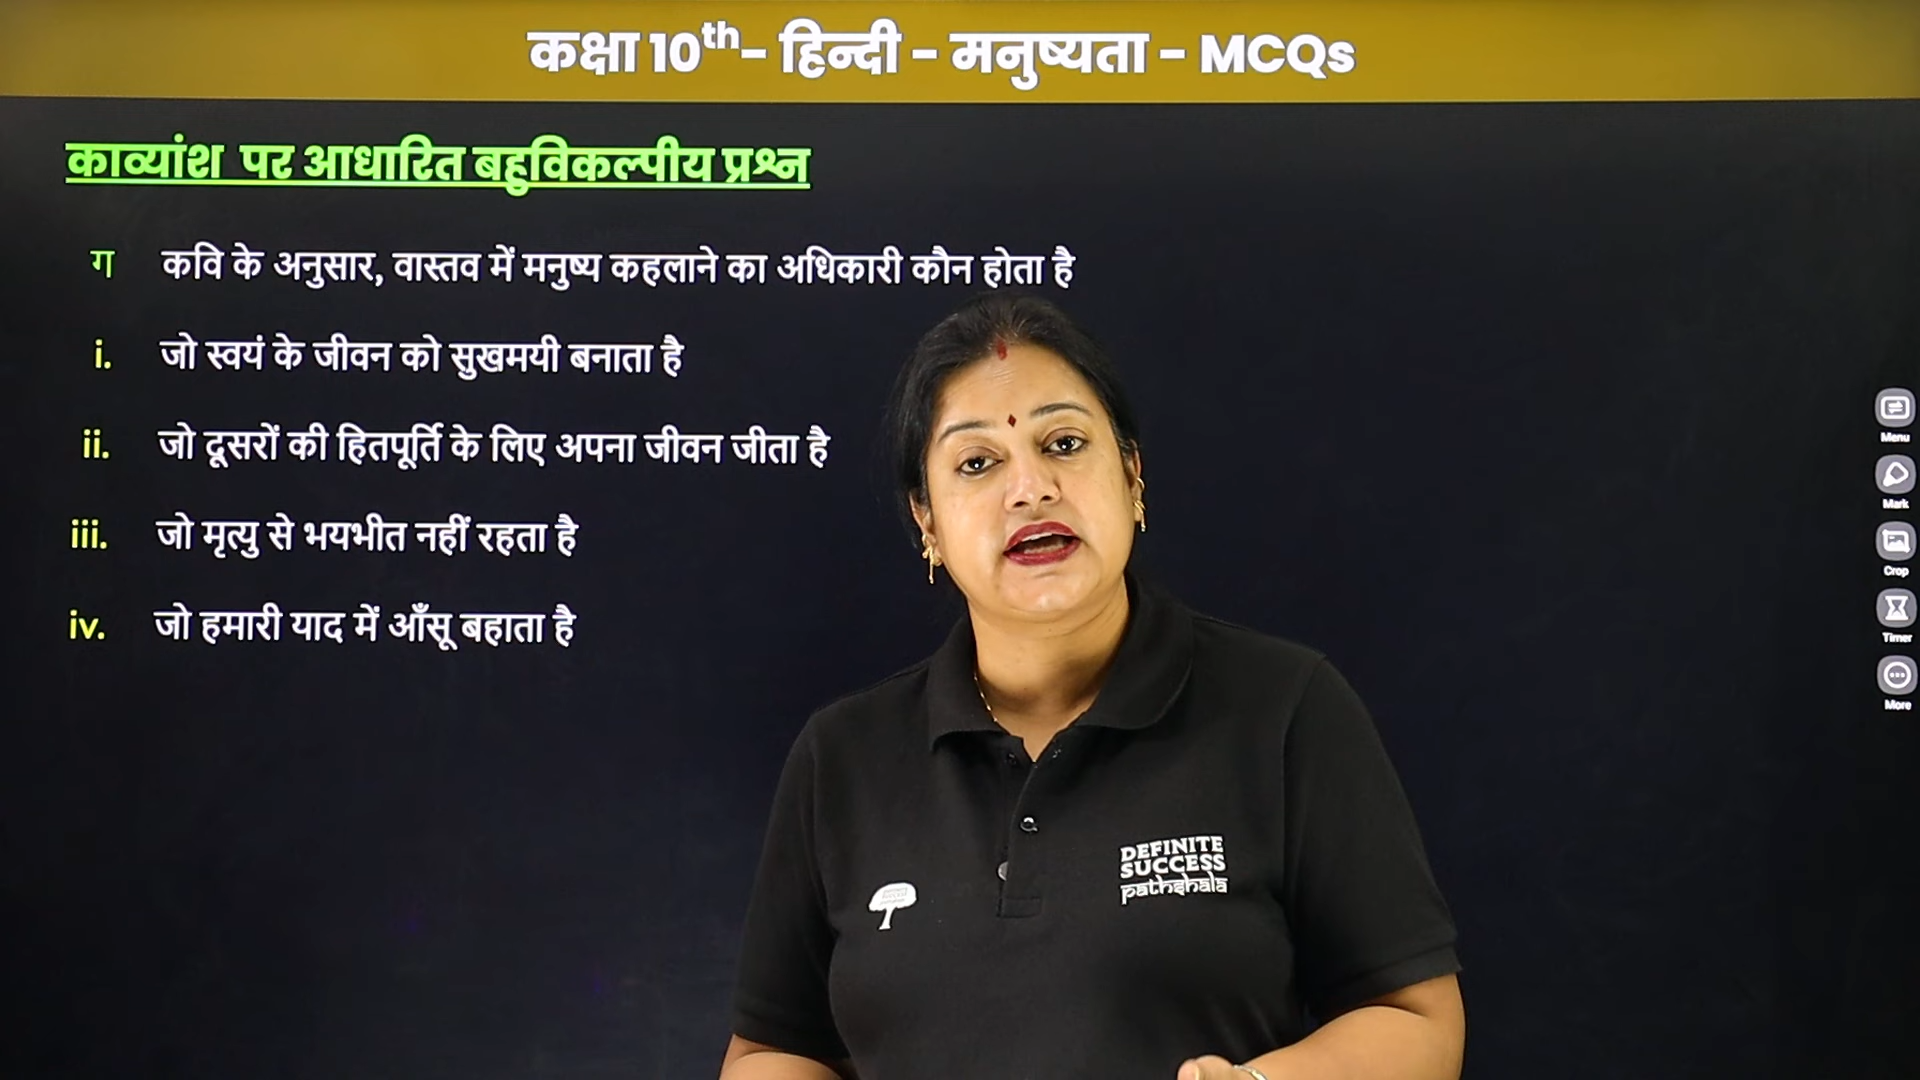 कक्षा 10th- हिन्दी - मनुष्यता - MCQs
काव्यांश पर आधारित बहुविकल्पीय प्रश्न
ग कवि के अनुसार, वास्तव में मनुष्य कहलाने का अधिकारी कौन होता है
i. जो स्वयं के जीवन को सुखमयी बनाता है
ii. जो दूसरों की हितपूर्ति के लिए अपना जीवन जीता है
iii. जो मृत्यु से भयभीत नहीं रहता है
iv. जो हमारी याद में आँसू बहाता है
Menu
Mark
Crop
Timer
More
DEFINITE
SUCCESS
pathshala